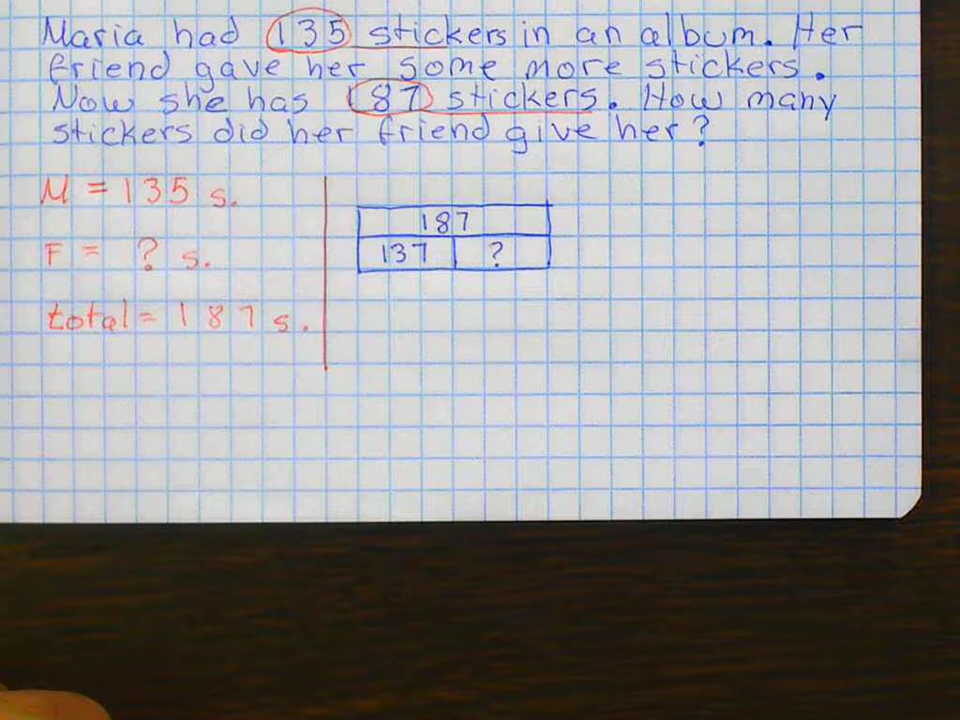 Maria had 135 stickers in an album. Her
friend gave her some more stickers.
Now she has 187 stickers. How many
stickers did her friend give her?
M = 135 s.
F = ? s.
total = 187 s.
187
137 ?